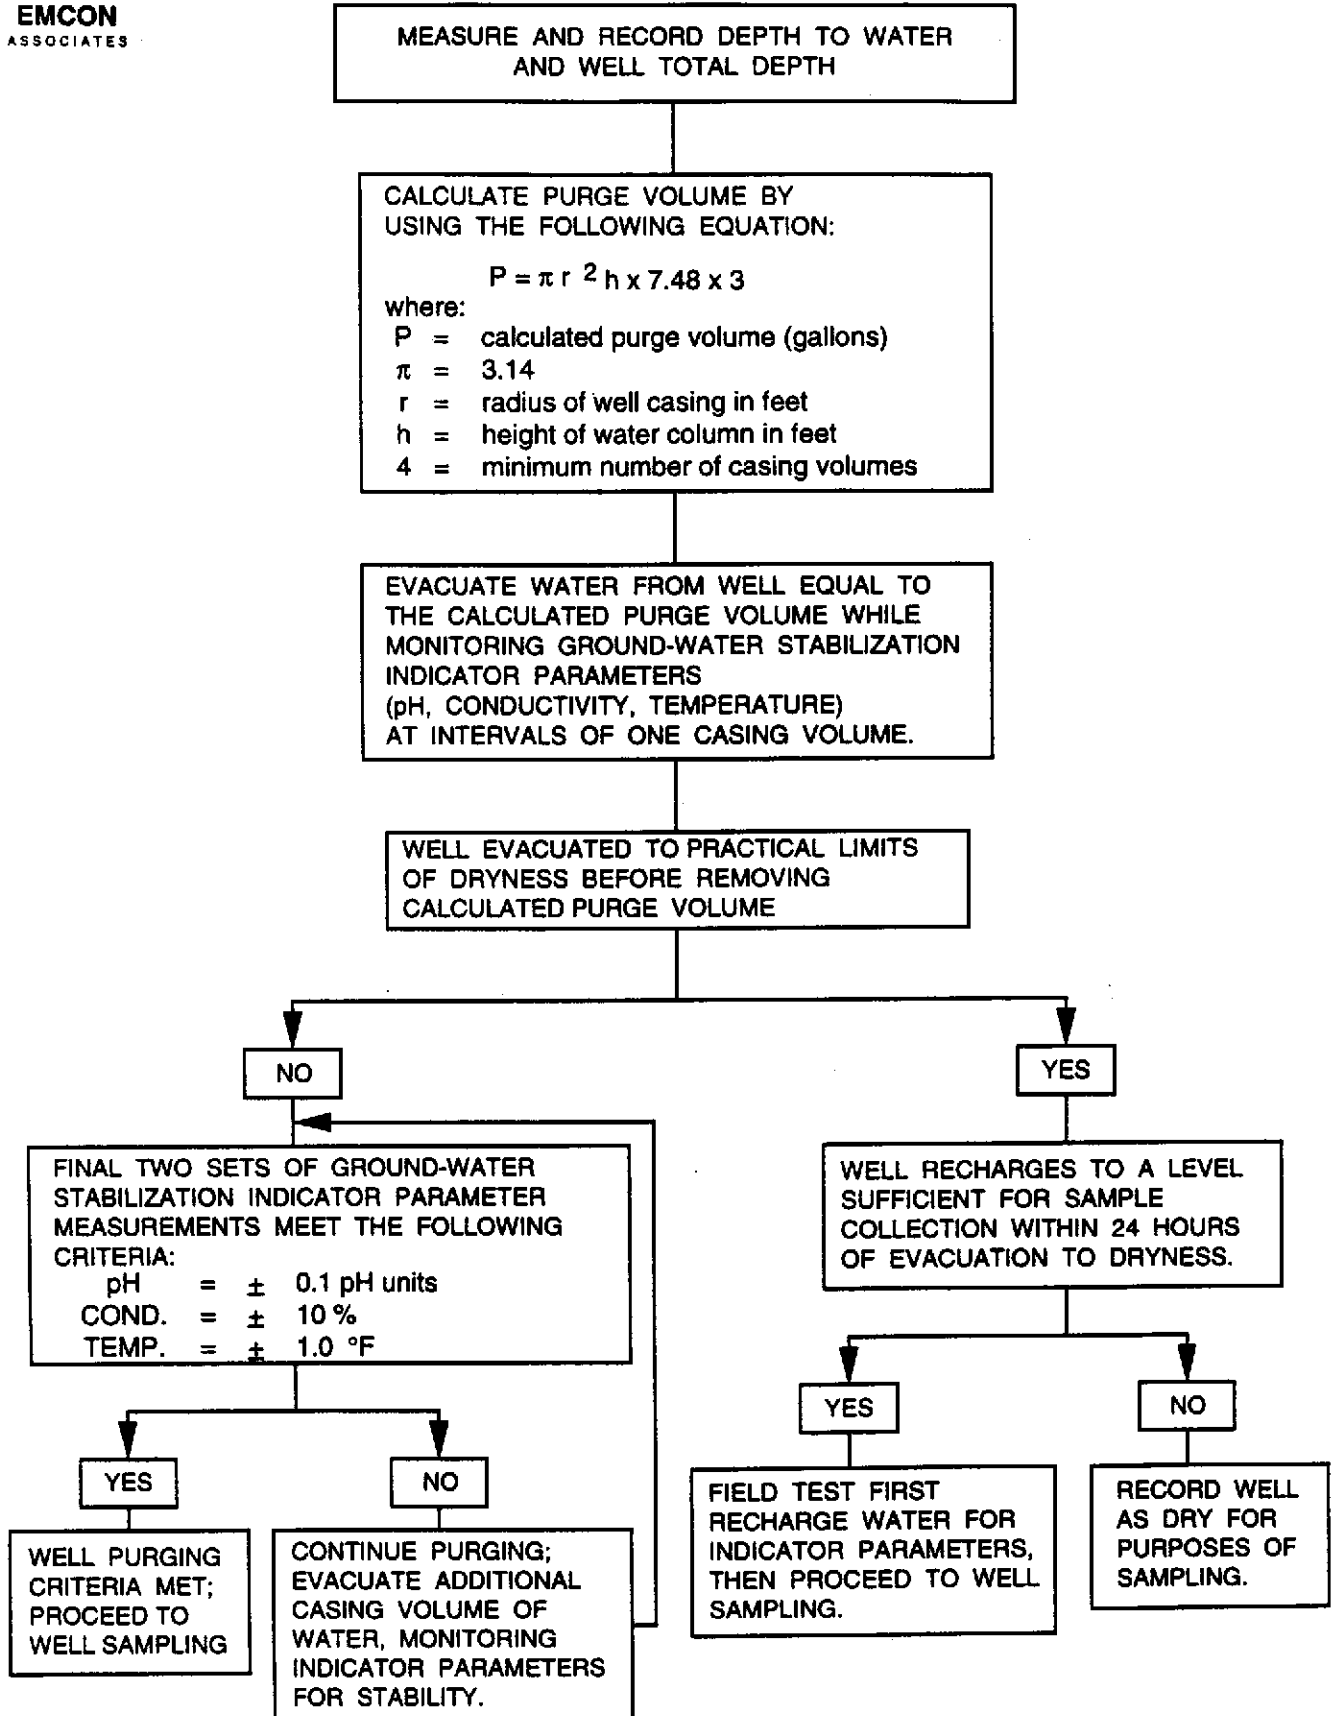 EMCON
ASSOCIATES
MEASURE AND RECORD DEPTH TO WATER
AND WELL TOTAL DEPTH
CALCULATE PURGE VOLUME BY
USING THE FOLLOWING EQUATION:
P = π r 2 h x 7.48 x 3
where:
P = calculated purge volume (gallons)
π = 3.14
r = radius of well casing in feet
h = height of water column in feet
4 = minimum number of casing volumes
EVACUATE WATER FROM WELL EQUAL TO
THE CALCULATED PURGE VOLUME WHILE
MONITORING GROUND-WATER STABILIZATION
INDICATOR PARAMETERS
(pH, CONDUCTIVITY, TEMPERATURE)
AT INTERVALS OF ONE CASING VOLUME.
WELL EVACUATED TO PRACTICAL LIMITS
OF DRYNESS BEFORE REMOVING
CALCULATED PURGE VOLUME
NO
YES
FINAL TWO SETS OF GROUND-WATER
STABILIZATION INDICATOR PARAMETER
MEASUREMENTS MEET THE FOLLOWING
CRITERIA:
pH = ± 0.1 pH units
COND. = ± 10 %
TEMP. = ± 1.0 °F
WELL RECHARGES TO A LEVEL
SUFFICIENT FOR SAMPLE
COLLECTION WITHIN 24 HOURS
OF EVACUATION TO DRYNESS.
YES
NO
YES
NO
WELL PURGING
CRITERIA MET;
PROCEED TO
WELL SAMPLING
CONTINUE PURGING;
EVACUATE ADDITIONAL
CASING VOLUME OF
WATER, MONITORING
INDICATOR PARAMETERS
FOR STABILITY.
FIELD TEST FIRST
RECHARGE WATER FOR
INDICATOR PARAMETERS,
THEN PROCEED TO WELL
SAMPLING.
RECORD WELL
AS DRY FOR
PURPOSES OF
SAMPLING.